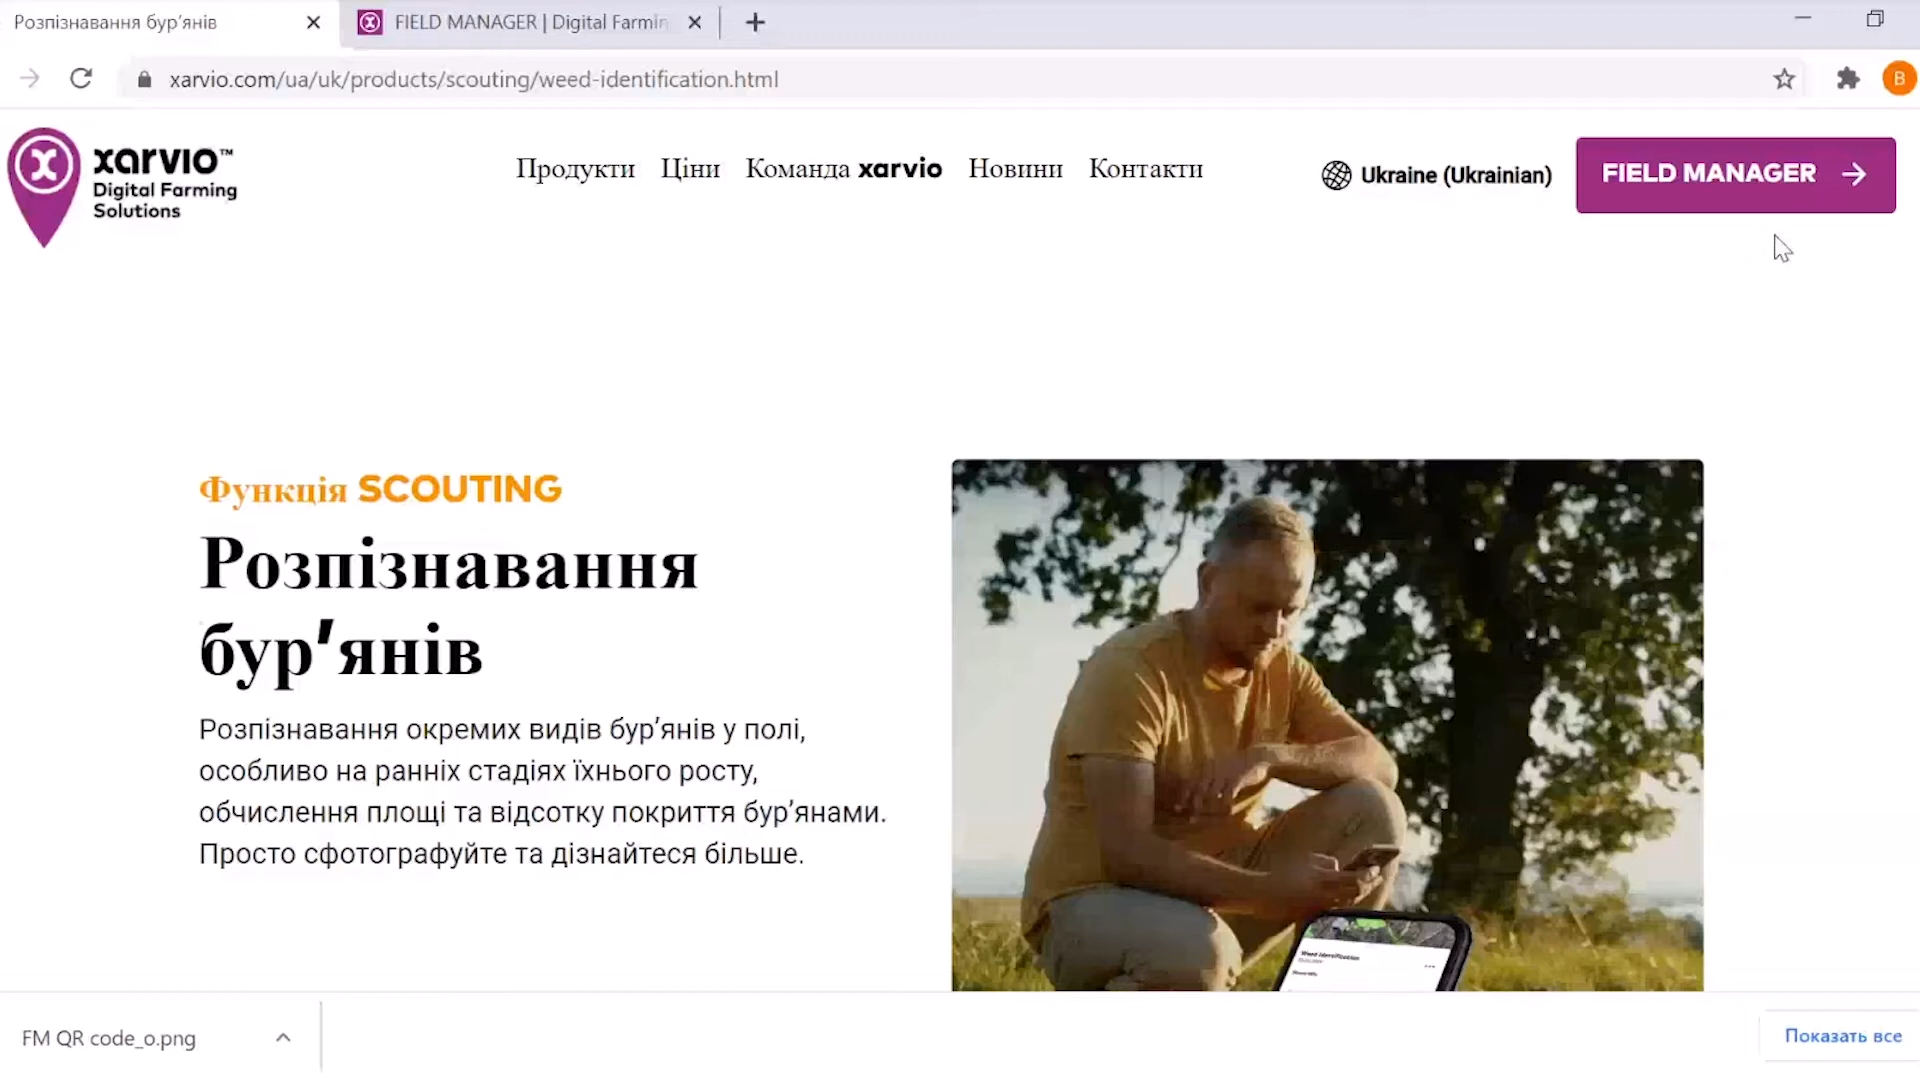 Розпізнавання бур’янів
FIELD MANAGER | Digital Farmin
xarvio.com/ua/uk/products/scouting/weed-identification.html
B
xarvio™
Digital Farming
Solutions
Продукти Ціни Команда xarvio Новини Контакти
Ukraine (Ukrainian)
FIELD MANAGER
Функція SCOUTING
Розпізнавання
бур’янів
Розпізнавання окремих видів бур’янів у полі,
особливо на ранніх стадіях їхнього росту,
обчислення площі та відсотку покриття бур’янами.
Просто сфотографуйте та дізнайтеся більше.
Weed Identification
FM QR code_o.png
Показать все